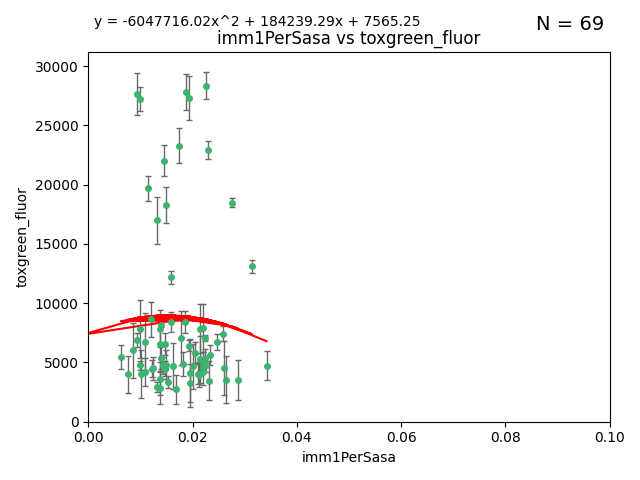 y = -6047716.02x^2 + 184239.29x + 7565.25
N = 69
imm1PerSasa vs toxgreen_fluor
30000
25000
20000
15000
10000
5000
0
toxgreen_fluor
0.00 0.02 0.04 0.06 0.08 0.10
imm1PerSasa